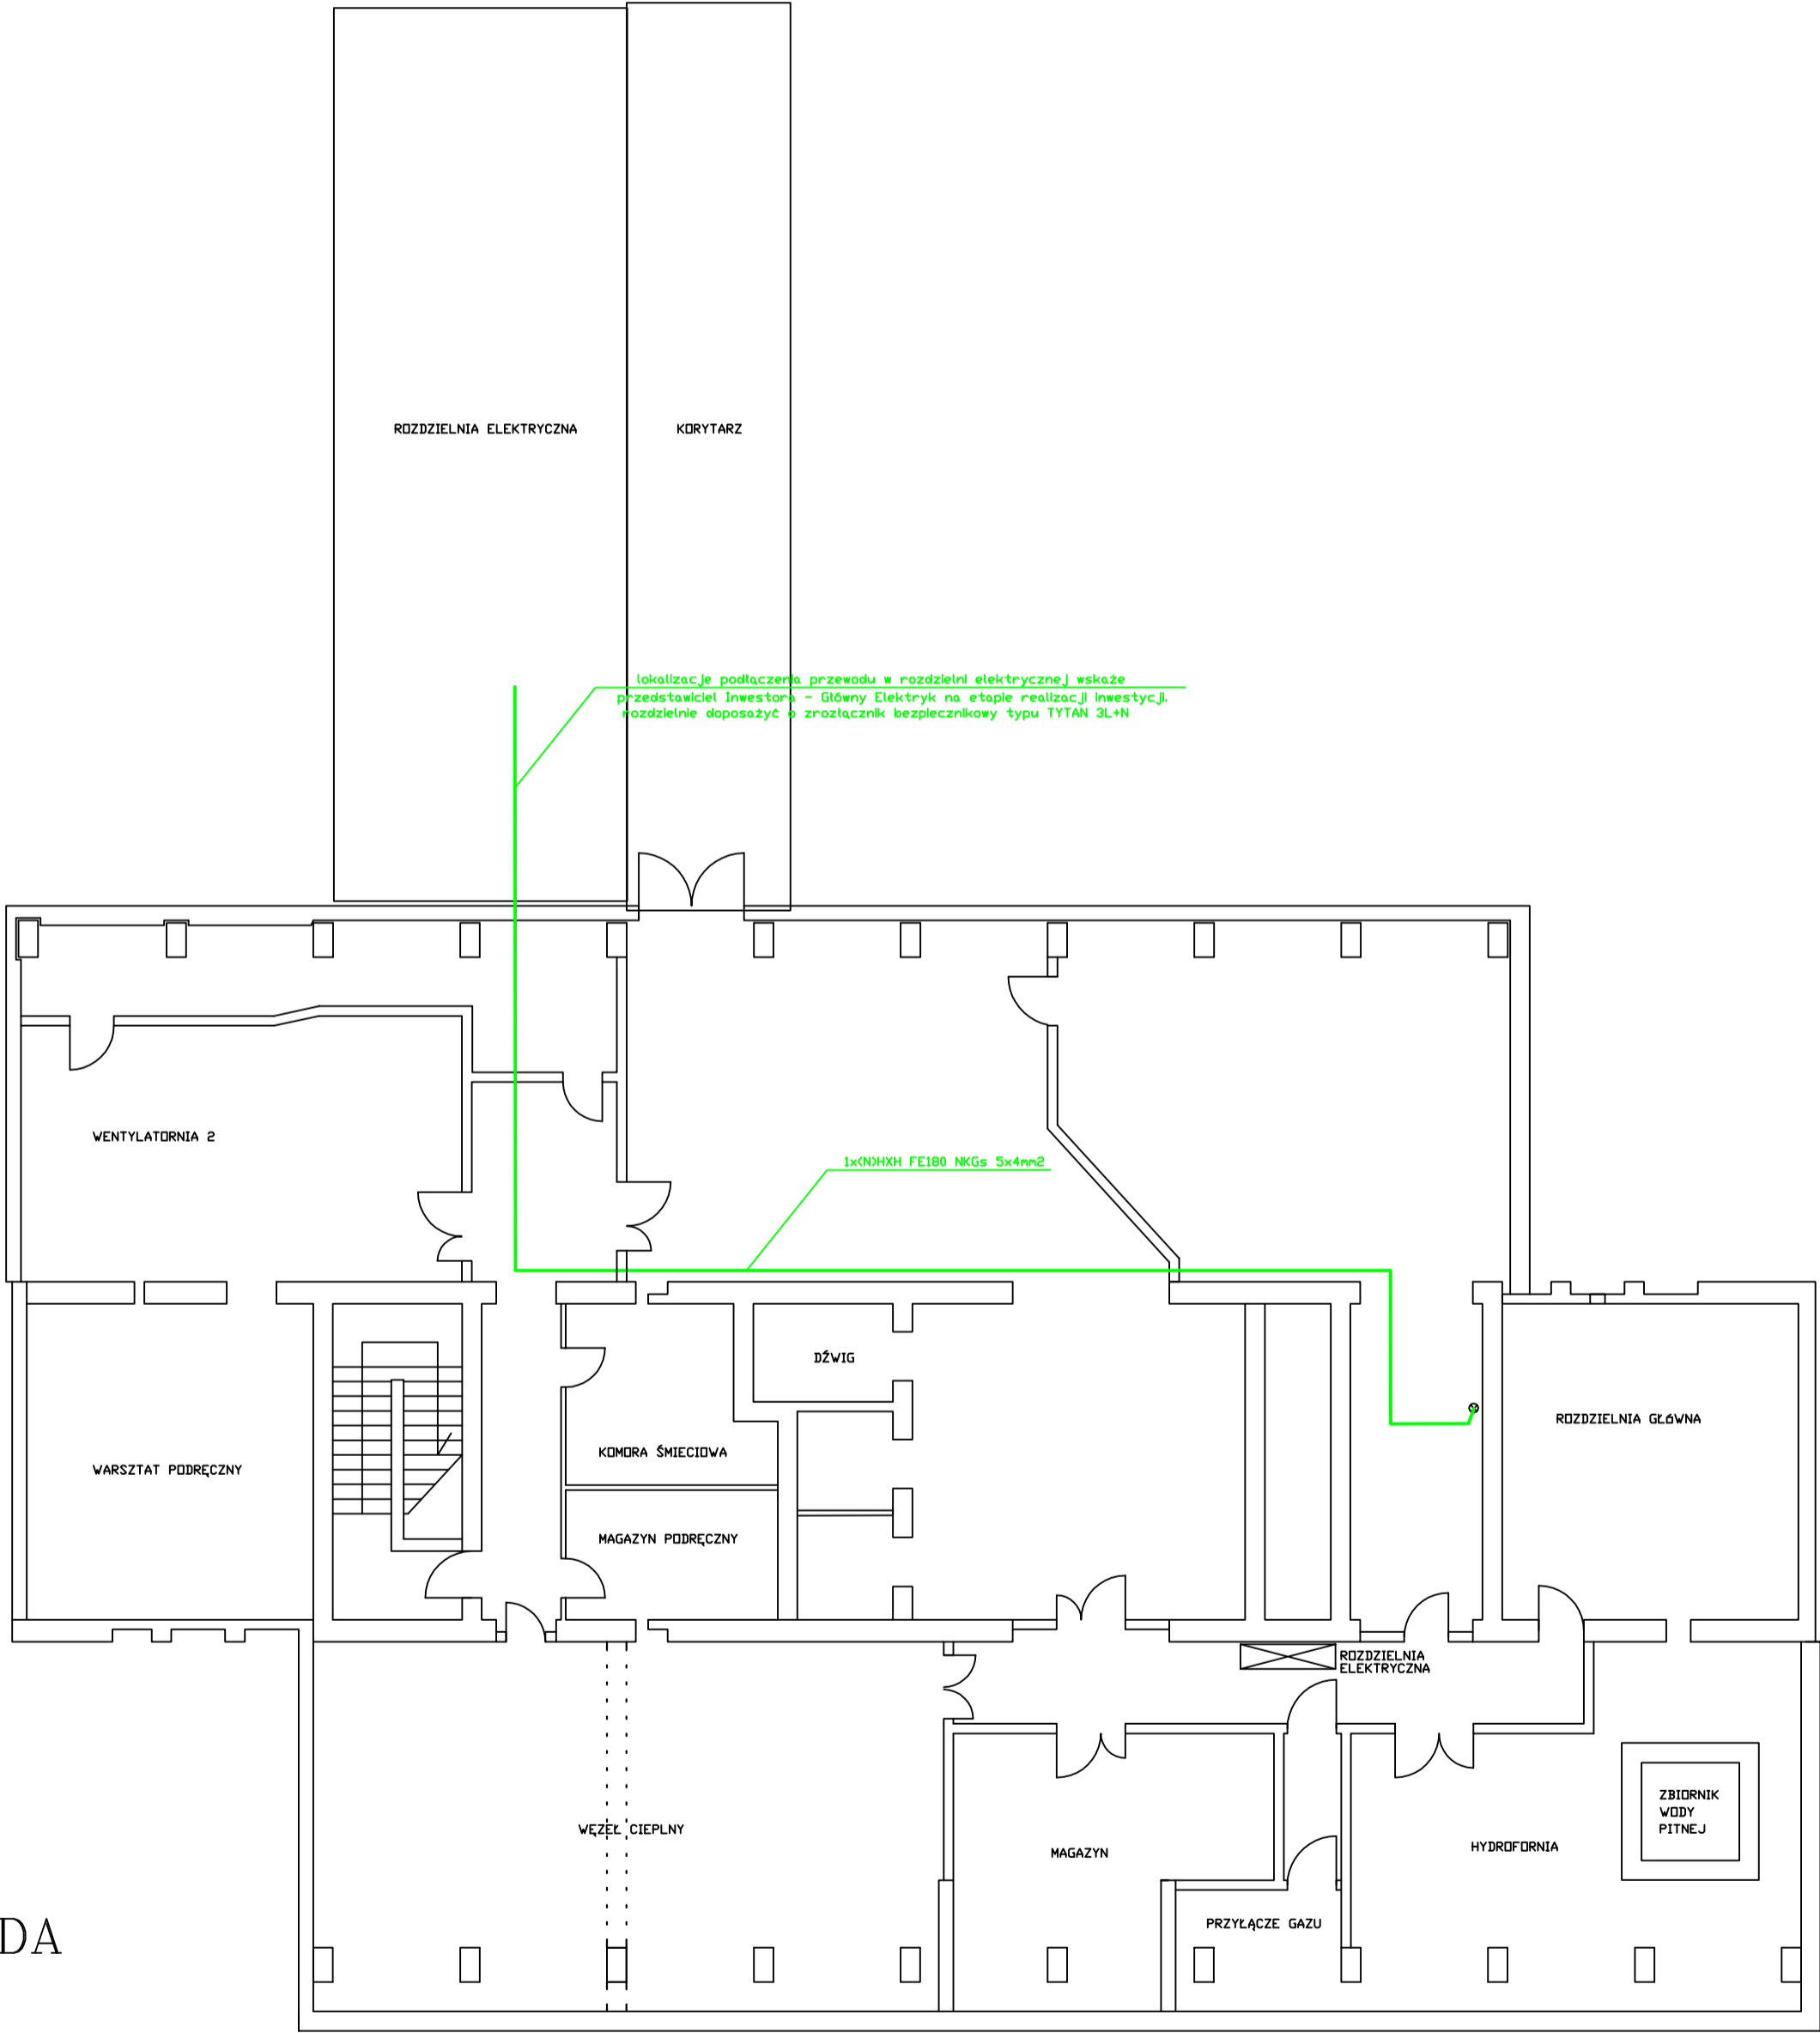 ROZDZIELNIA ELEKTRYCZNA
KORYTARZ
lokalizacje podłączenia przewodu w rozdzielni elektrycznej wskaże
przedstawiciel Inwestora - Główny Elektryk na etapie realizacji inwestycji.
rozdzielnie doposażyć o zrozłącznik bezpiecznikowy typu TYTAN 3L+N
WENTYLATORNIA 2
1x(N)HXH FE180 NKGs 5x4mm2
DŹWIG
ROZDZIELNIA GŁÓWNA
KOMORA ŚMIECIOWA
WARSZTAT PODRĘCZNY
MAGAZYN PODRĘCZNY
ROZDZIELNIA
ELEKTRYCZNA
ZBIORNIK
WODY
PITNEJ
WĘZEŁ CIEPLNY
HYDROFORNIA
MAGAZYN
PRZYŁĄCZE GAZU
DA